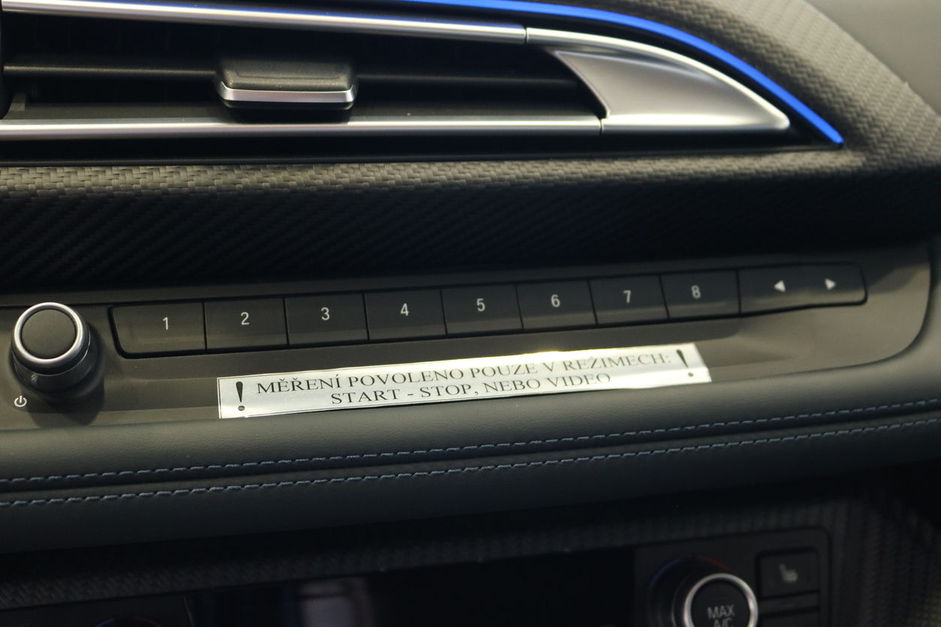 1 2 3 4 5 6 7 8
! MĚŘENÍ POVOLENO POUZE V REŽIMECH: !
START - STOP, NEBO VIDEO
MAX
A/C